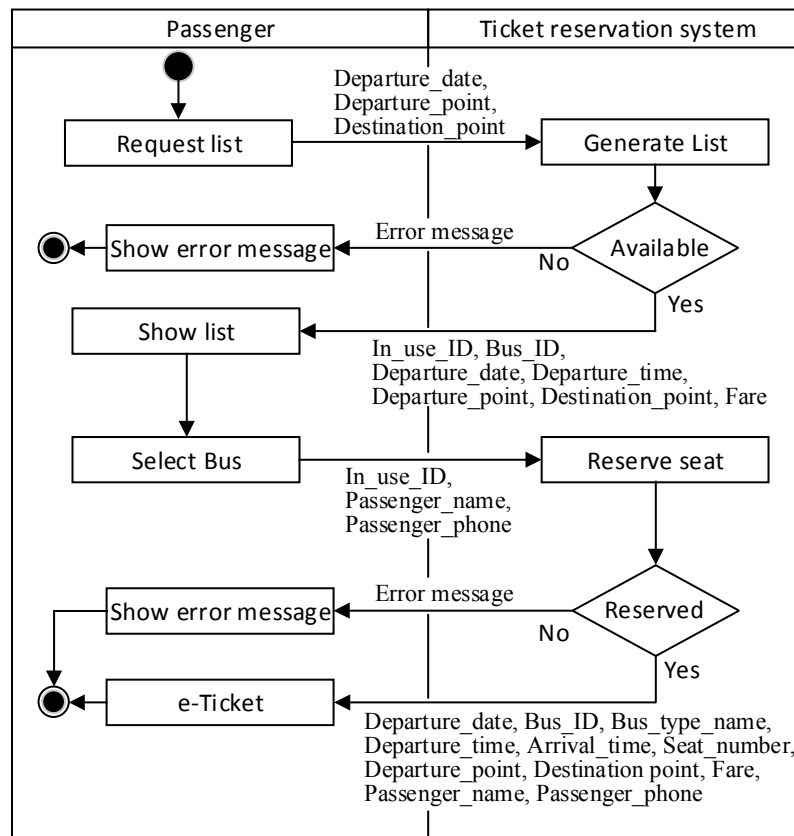 Passenger
Ticket reservation system
Departure_date,
Departure_point,
Destination_point
Request list
Generate List
Show error message
Error message
Available
No
Yes
Show list
In_use_ID, Bus_ID,
Departure_date, Departure_time,
Departure_point, Destination_point, Fare
Select Bus
Reserve seat
In_use_ID,
Passenger_name,
Passenger_phone
Show error message
Error message
Reserved
No
Yes
e-Ticket
Departure_date, Bus_ID, Bus_type_name,
Departure_time, Arrival_time, Seat_number,
Departure_point, Destination point, Fare,
Passenger_name, Passenger_phone